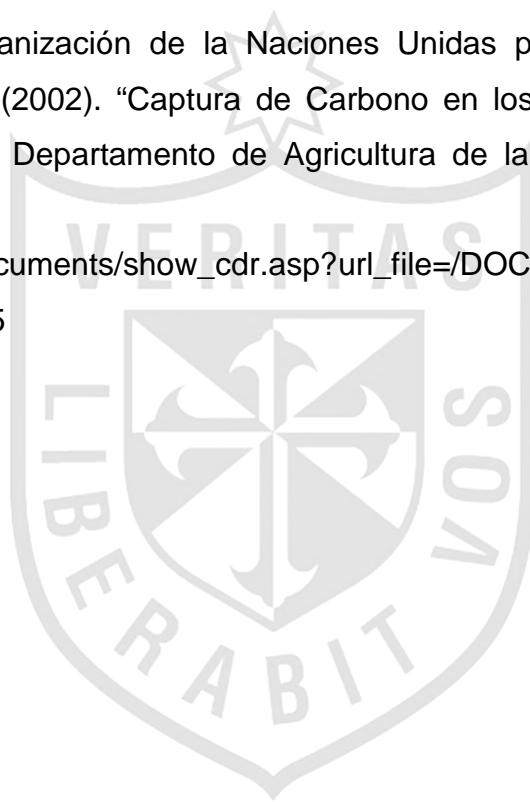 anización de la Naciones Unidas p
(2002). “Captura de Carbono en los
Departamento de Agricultura de la
cuments/show_cdr.asp?url_file=/DOC
5
VERITAS
LIBERABIT
VOS